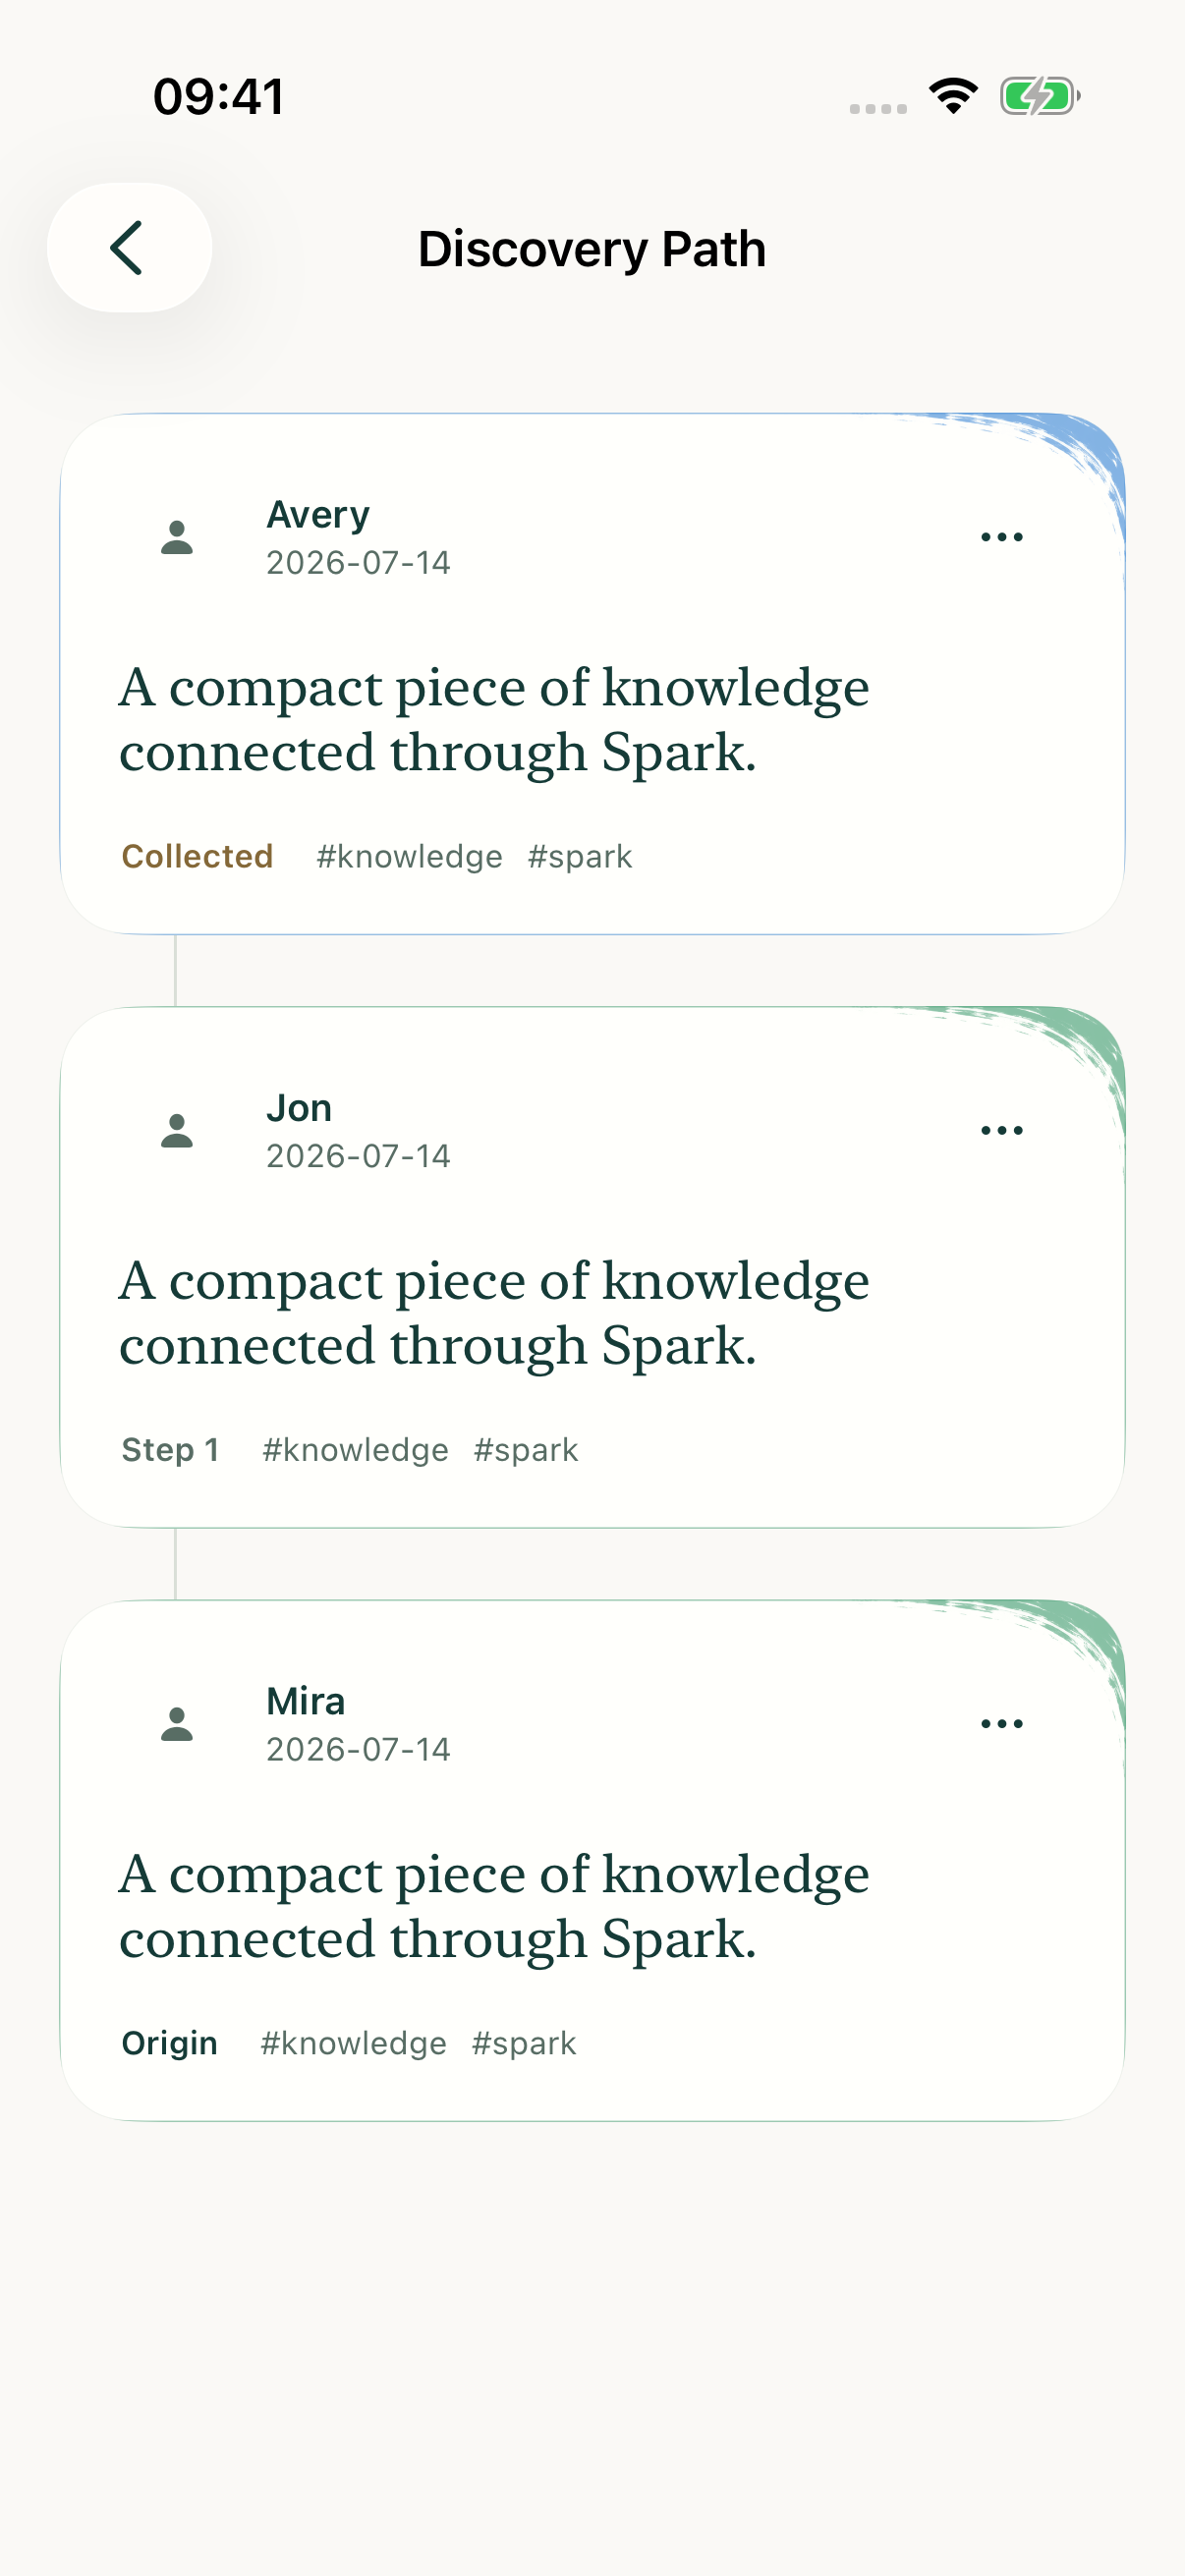 09:41
Discovery Path
Avery
2026-07-14
A compact piece of knowledge
connected through Spark.
Collected #knowledge #spark
Jon
2026-07-14
A compact piece of knowledge
connected through Spark.
Step 1 #knowledge #spark
Mira
2026-07-14
A compact piece of knowledge
connected through Spark.
Origin #knowledge #spark